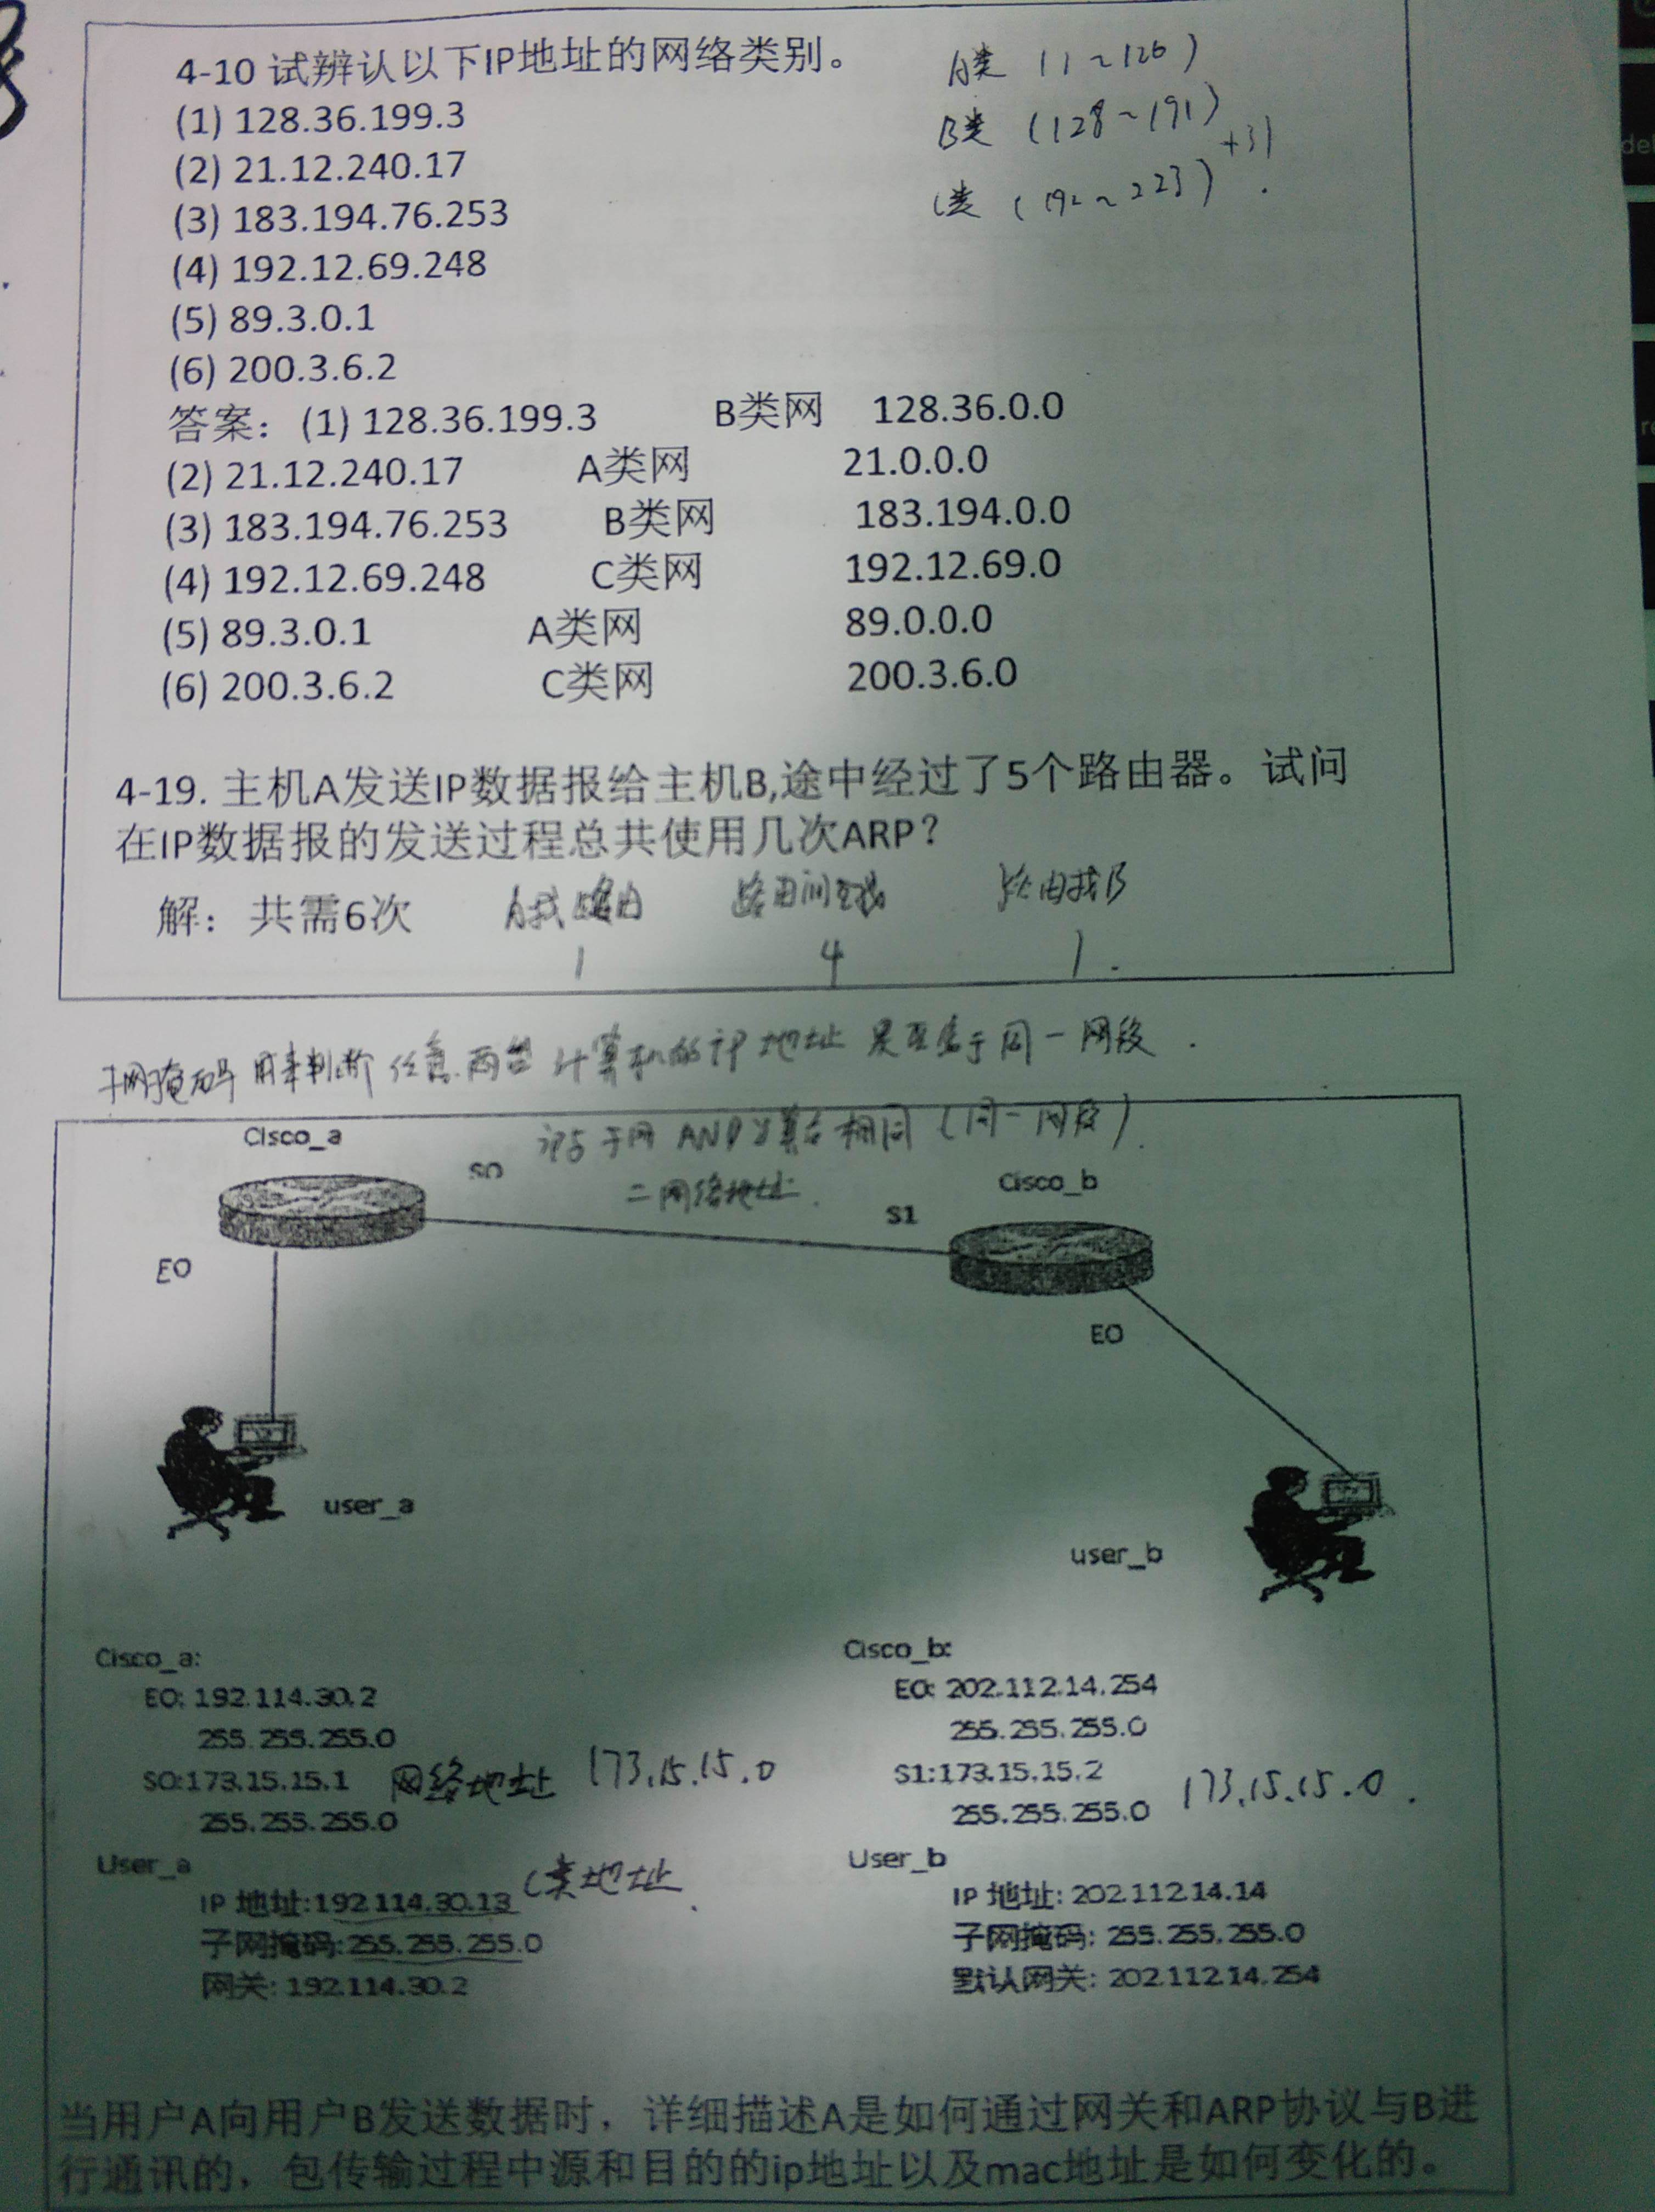 4-10 试辨认以下IP地址的网络类别。
A类 (1~126)
(1) 128.36.199.3
B类 (128~191)
+31
(2) 21.12.240.17
C类 (192~223)
(3) 183.194.76.253
(4) 192.12.69.248
(5) 89.3.0.1
(6) 200.3.6.2
答案：(1) 128.36.199.3 B类网 128.36.0.0
(2) 21.12.240.17 A类网 21.0.0.0
(3) 183.194.76.253 B类网 183.194.0.0
(4) 192.12.69.248 C类网 192.12.69.0
(5) 89.3.0.1 A类网 89.0.0.0
(6) 200.3.6.2 C类网 200.3.6.0
4-19. 主机A发送IP数据报给主机B,途中经过了5个路由器。试问
在IP数据报的发送过程总共使用几次ARP？
解：共需6次 A找路由 路由间 路由找B
1 4 1.
子网掩码 用来判断 任意两台计算机的ip地址 是否属于同一网段.
Cisco_a
ip与子网 AND 相同 (同一网段).
S0
二网络地址.
Cisco_b
S1
E0
E0
user_a
user_b
Cisco_a:
E0: 192.114.30.2
255.255.255.0
S0:173.15.15.1 网络地址 173.15.15.0
255.255.255.0
User_a
IP 地址:192.114.30.13 C类地址.
子网掩码:255.255.255.0
网关: 192.114.30.2
Cisco_b:
E0: 202.112.14.254
255.255.255.0
S1:173.15.15.2
255.255.255.0 173.15.15.0.
User_b
IP 地址: 202.112.14.14
子网掩码: 255.255.255.0
默认网关: 202.112.14.254
当用户A向用户B发送数据时，详细描述A是如何通过网关和ARP协议与B进
行通讯的，包传输过程中源和目的的ip地址以及mac地址是如何变化的。